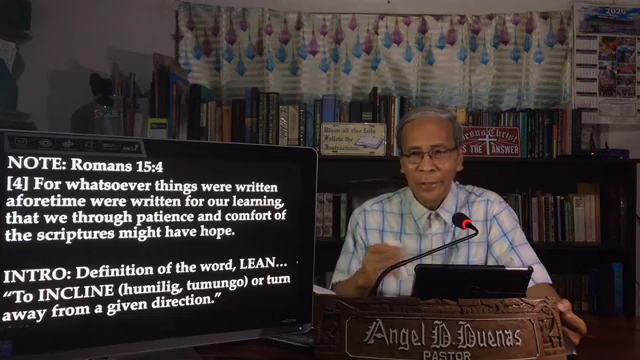 NOTE: Romans 15:4
[4] For whatsoever things were written
aforetime were written for our learning,
that we through patience and comfort of
the scriptures might have hope.
INTRO: Definition of the word, LEAN...
“To INCLINE (humilig, tumungo) or turn
away from a given direction.”
Jesus Christ
IS THE ANSWER
2020
Angel D. Duenas
PASTOR